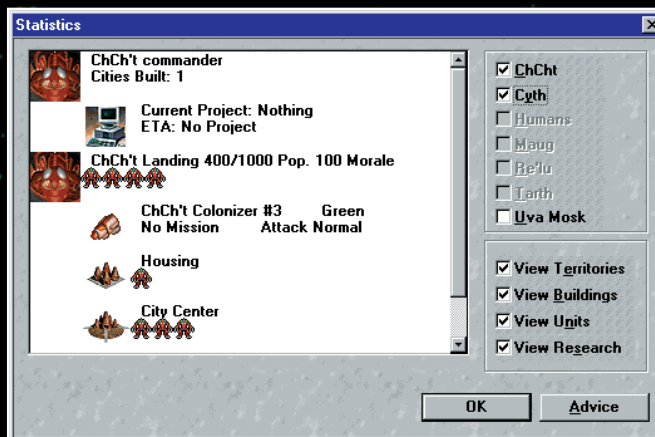 Statistics
ChCh't commander
Cities Built: 1
Current Project: Nothing
ETA: No Project
ChCh't Landing 400/1000 Pop. 100 Morale
ChCh't Colonizer #3 Green
No Mission Attack Normal
Housing
City Center
ChCht
Cyth
Humans
Maug
Re'lu
Tarth
Uva Mosk
View Territories
View Buildings
View Units
View Research
OK
Advice